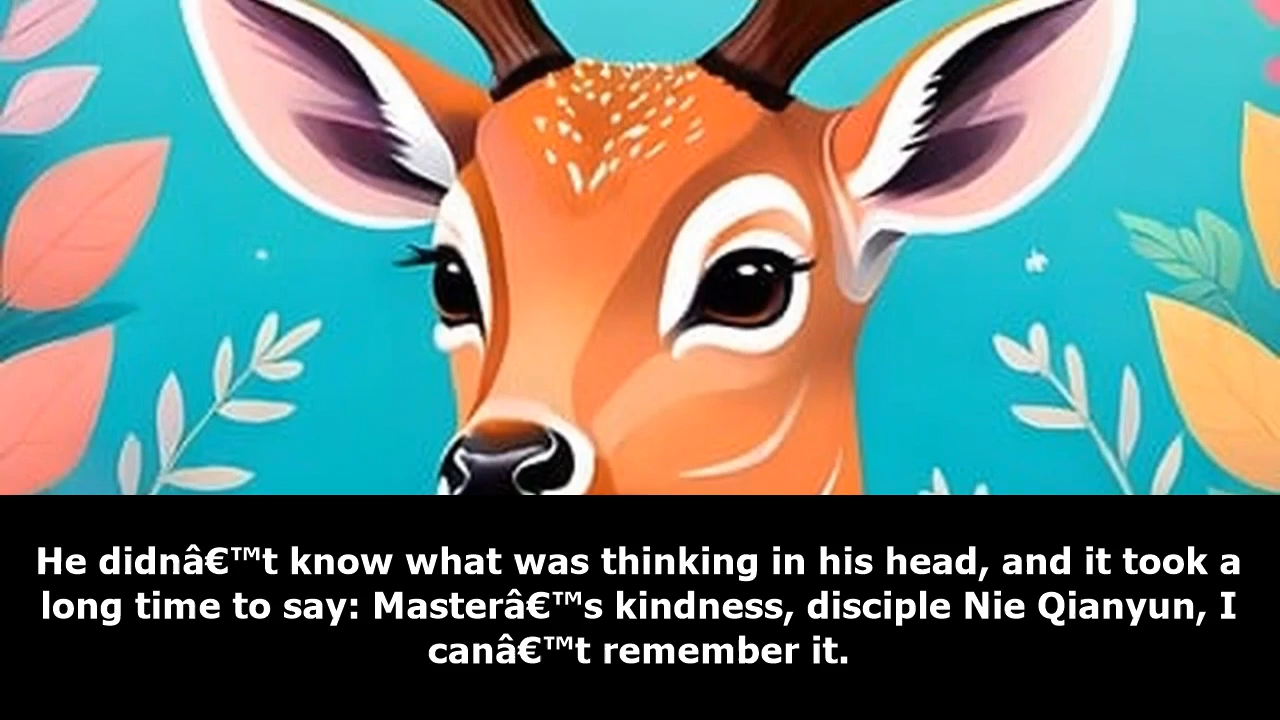 He didnâ€™t know what was thinking in his head, and it took a
long time to say: Masterâ€™s kindness, disciple Nie Qianyun, I
canâ€™t remember it.